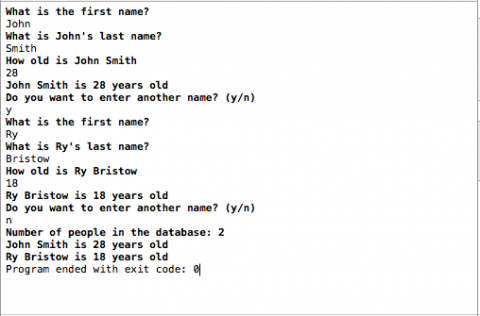 What is the first name?
John
What is John's last name?
Smith
How old is John Smith
28
John Smith is 28 years old
Do you want to enter another name? (y/n)
y
What is the first name?
Ry
What is Ry's last name?
Bristow
How old is Ry Bristow
18
Ry Bristow is 18 years old
Do you want to enter another name? (y/n)
n
Number of people in the database: 2
John Smith is 28 years old
Ry Bristow is 18 years old
Program ended with exit code: 0